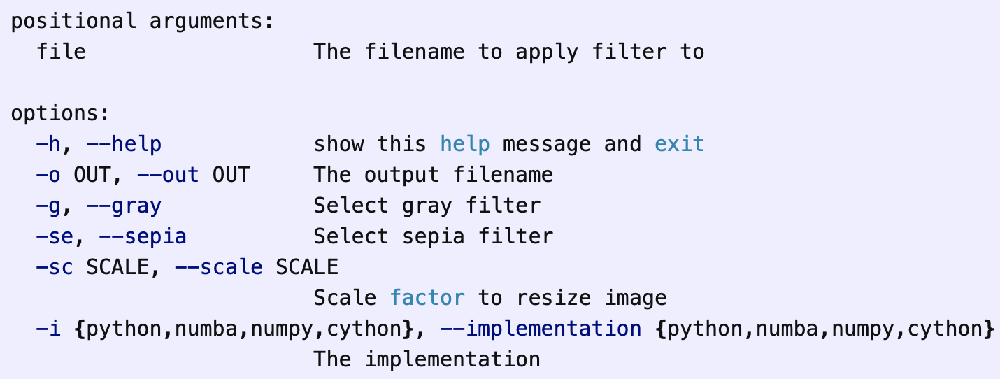 positional arguments:
  file                  The filename to apply filter to

options:
  -h, --help            show this help message and exit
  -o OUT, --out OUT     The output filename
  -g, --gray            Select gray filter
  -se, --sepia          Select sepia filter
  -sc SCALE, --scale SCALE
                        Scale factor to resize image
  -i {python,numba,numpy,cython}, --implementation {python,numba,numpy,cython}
                        The implementation